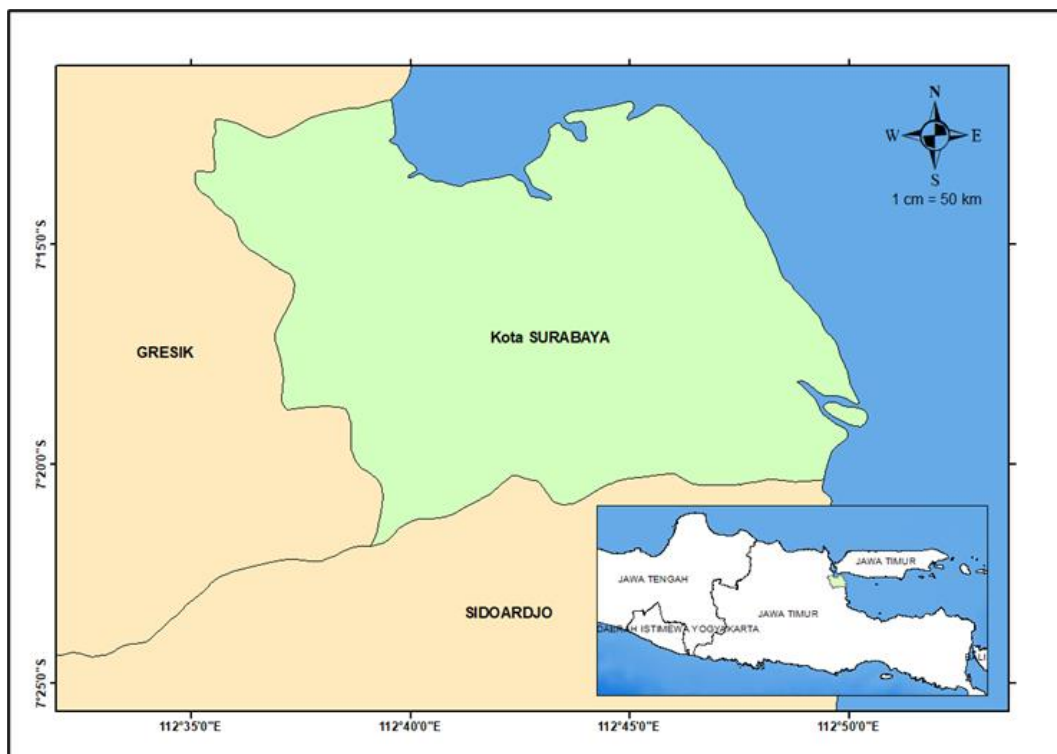 N
W E
S
1 cm = 50 km
7°15'0"S
Kota SURABAYA
GRESIK
7°20'0"S
SIDOARDJO
JAWA TIMUR
JAWA TENGAH
JAWA TIMUR
DAERAH ISTIMEWA YOGYAKARTA
BALI
7°25'0"S
112°35'0"E 112°40'0"E 112°45'0"E 112°50'0"E